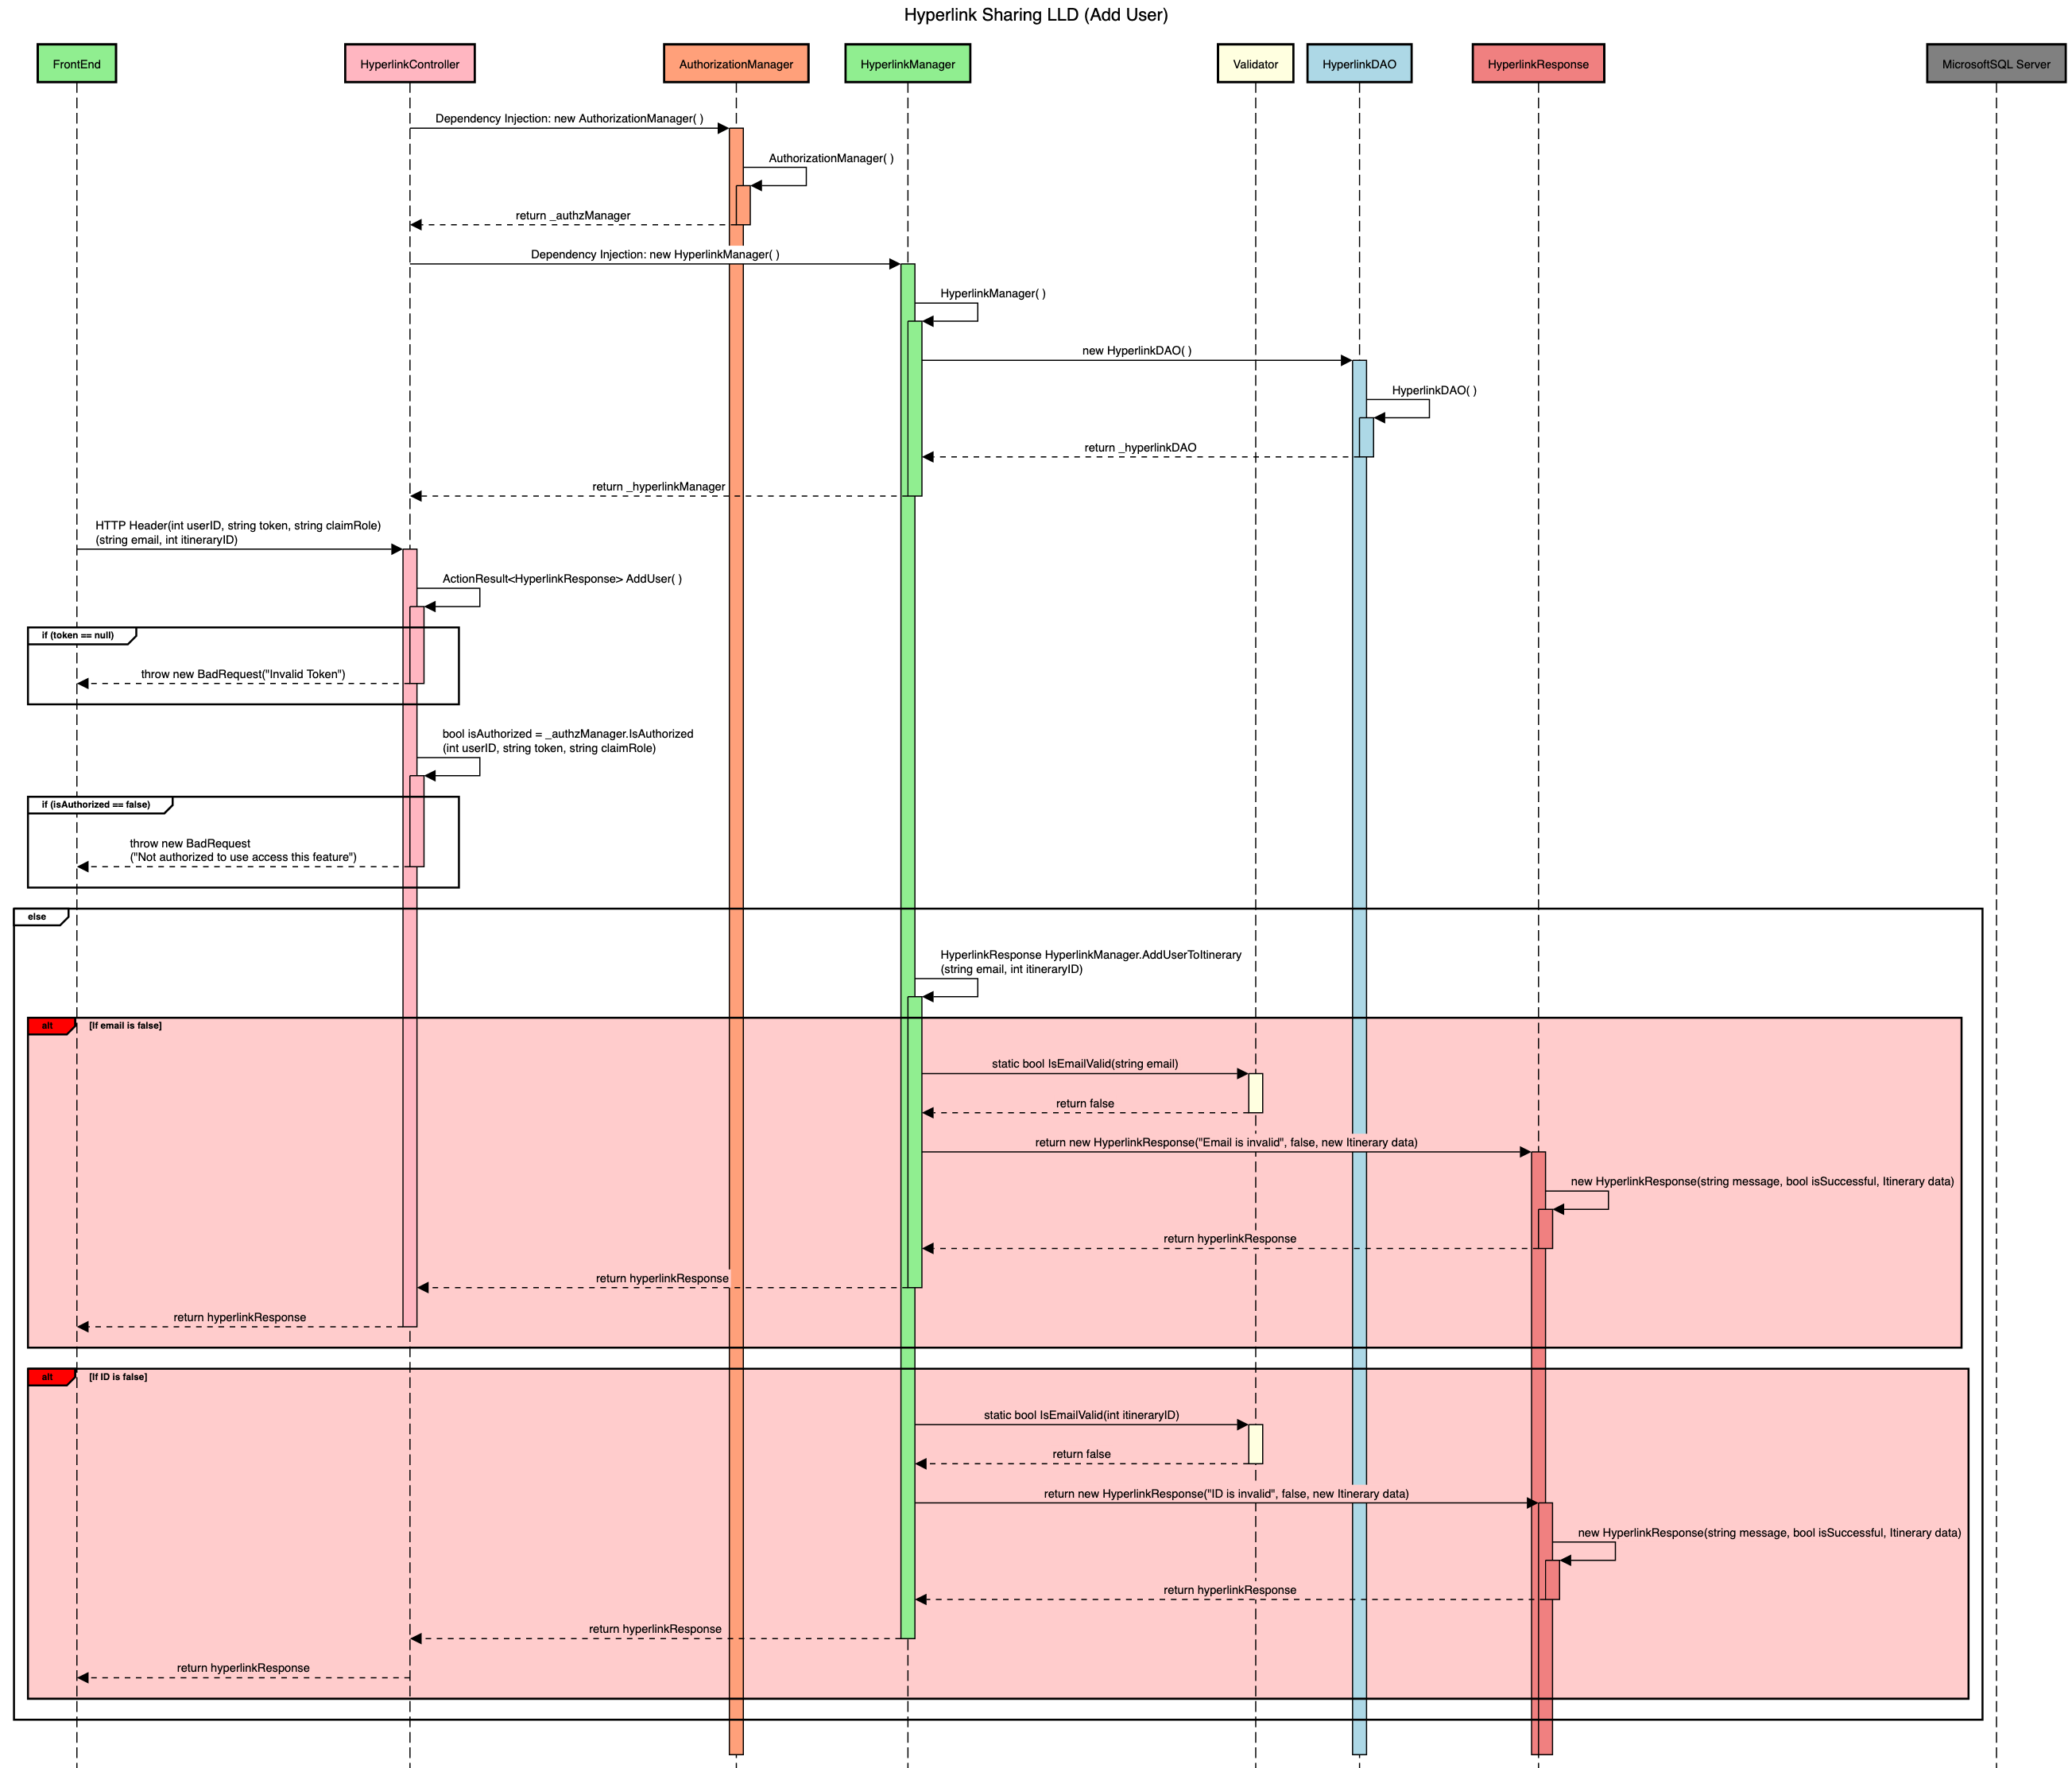 Hyperlink Sharing LLD (Add User)
FrontEnd
HyperlinkController
AuthorizationManager
HyperlinkManager
Validator
HyperlinkDAO
HyperlinkResponse
MicrosoftSQL Server
Dependency Injection: new AuthorizationManager( )
AuthorizationManager( )
return _authzManager
Dependency Injection: new HyperlinkManager( )
HyperlinkManager( )
new HyperlinkDAO( )
HyperlinkDAO( )
return _hyperlinkDAO
return _hyperlinkManager
HTTP Header(int userID, string token, string claimRole)
(string email, int itineraryID)
ActionResult<HyperlinkResponse> AddUser( )
if (token == null)
throw new BadRequest("Invalid Token")
bool isAuthorized = _authzManager.IsAuthorized
(int userID, string token, string claimRole)
if (isAuthorized == false)
throw new BadRequest
("Not authorized to use access this feature")
else
HyperlinkResponse HyperlinkManager.AddUserToItinerary
(string email, int itineraryID)
alt
[If email is false]
static bool IsEmailValid(string email)
return false
return new HyperlinkResponse("Email is invalid", false, new Itinerary data)
new HyperlinkResponse(string message, bool isSuccessful, Itinerary data)
return hyperlinkResponse
return hyperlinkResponse
return hyperlinkResponse
alt
[If ID is false]
static bool IsEmailValid(int itineraryID)
return false
return new HyperlinkResponse("ID is invalid", false, new Itinerary data)
new HyperlinkResponse(string message, bool isSuccessful, Itinerary data)
return hyperlinkResponse
return hyperlinkResponse
return hyperlinkResponse